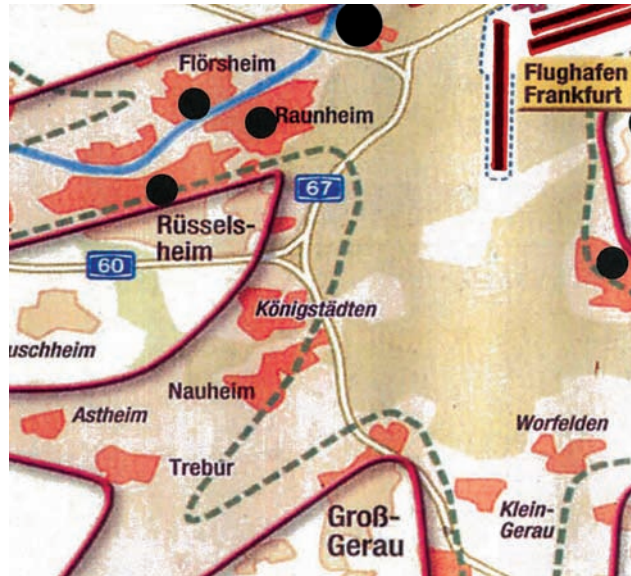 Flörsheim
Flughafen
Frankfurt
Raunheim
67
Rüssels-
heim
60
Königstädten
uschheim
Nauheim
Astheim
Worfelden
Trebur
Klein-
Gerau
Groß-
Gerau